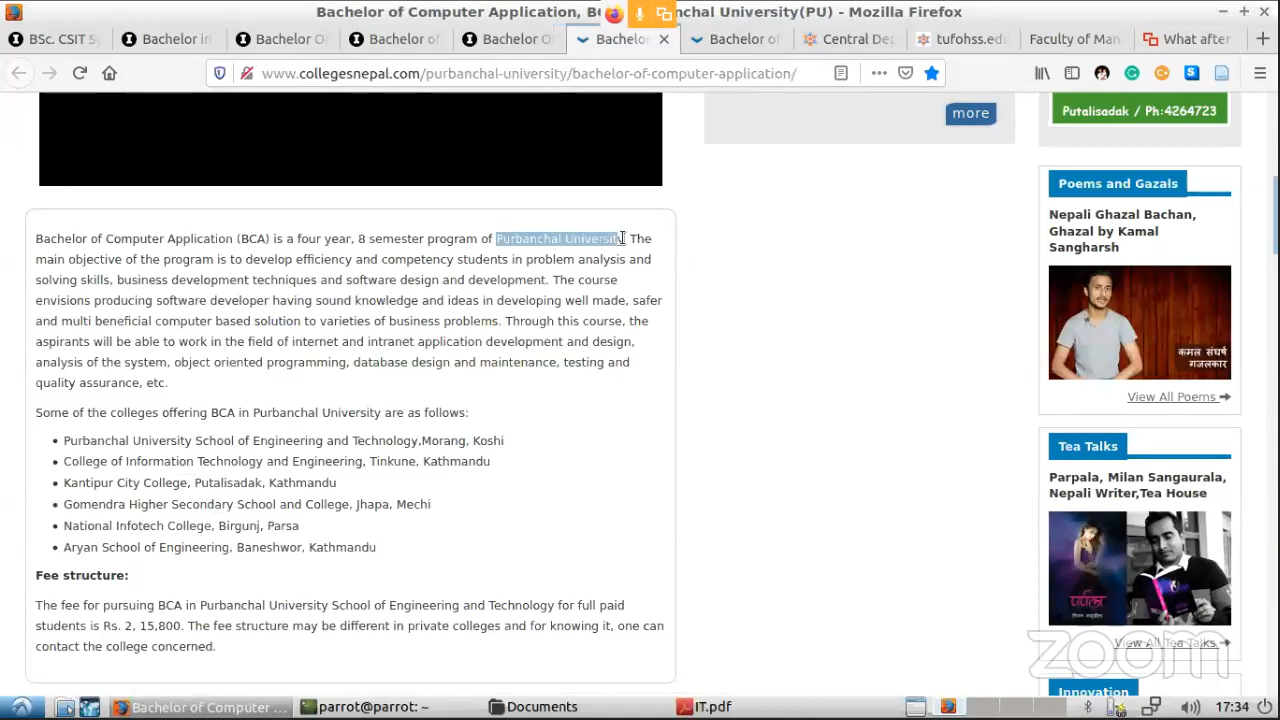 Bachelor of Computer Application, BC
nchal University(PU) - Mozilla Firefox
BSc. CSIT Sy
Bachelor in
Bachelor O
Bachelor of
Bachelor O
Bachelor
Bachelor of
Central Dep
tufohss.edu
Faculty of Man
What after
www.collegesnepal.com/purbanchal-university/bachelor-of-computer-application/
more
Putalisadak / Ph:4264723
Poems and Gazals
Nepali Ghazal Bachan,
Ghazal by Kamal
Sangharsh
कमल संघर्ष
गजलकार
View All Poems
Bachelor of Computer Application (BCA) is a four year, 8 semester program of Purbanchal University. The
main objective of the program is to develop efficiency and competency students in problem analysis and
solving skills, business development techniques and software design and development. The course
envisions producing software developer having sound knowledge and ideas in developing well made, safer
and multi beneficial computer based solution to varieties of business problems. Through this course, the
aspirants will be able to work in the field of internet and intranet application development and design,
analysis of the system, object oriented programming, database design and maintenance, testing and
quality assurance, etc.
Some of the colleges offering BCA in Purbanchal University are as follows:
• Purbanchal University School of Engineering and Technology,Morang, Koshi
• College of Information Technology and Engineering, Tinkune, Kathmandu
• Kantipur City College, Putalisadak, Kathmandu
• Gomendra Higher Secondary School and College, Jhapa, Mechi
• National Infotech College, Birgunj, Parsa
• Aryan School of Engineering, Baneshwor, Kathmandu
Fee structure:
The fee for pursuing BCA in Purbanchal University School of Engineering and Technology for full paid
students is Rs. 2, 15,800. The fee structure may be different in private colleges and for knowing it, one can
contact the college concerned.
Tea Talks
Parpala, Milan Sangaurala,
Nepali Writer,Tea House
View All Tea Talks
zoom
Innovation
Bachelor of Computer ...
parrot@parrot: ~
Documents
IT.pdf
17:34